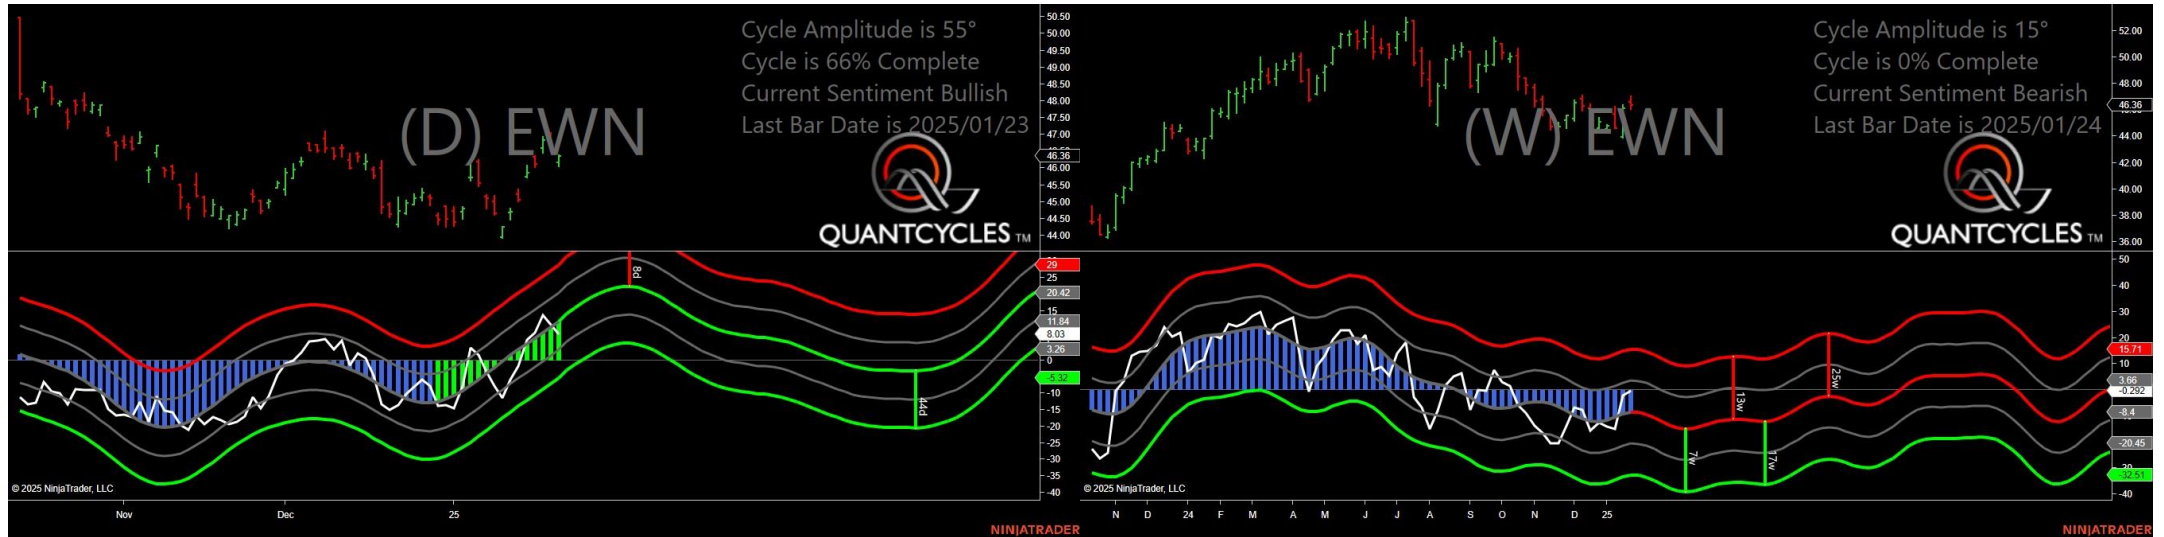 Cycle Amplitude is 55°
Cycle is 66% Complete
Current Sentiment Bullish
Last Bar Date is 2025/01/23
(D) EWN
QUANTCYCLES TM
50.50
50.00
49.50
49.00
48.50
48.00
47.50
47.00
46.36
46.00
45.50
45.00
44.50
44.00
8d
44d
29
25
20.42
15
11.84
8.03
3.26
0
-5.32
-10
-15
-20
-25
-30
-35
-40
© 2025 NinjaTrader, LLC
Nov
Dec
25
NINJATRADER
Cycle Amplitude is 15°
Cycle is 0% Complete
Current Sentiment Bearish
Last Bar Date is 2025/01/24
(W) EWN
QUANTCYCLES TM
52.00
50.00
48.00
46.36
44.00
42.00
40.00
38.00
36.00
7w
13w
17w
25w
50
40
30
20
15.71
10
3.66
-0.292
-8.4
-20.45
-32.51
-40
© 2025 NinjaTrader, LLC
N
D
24
F
M
A
M
J
J
A
S
O
N
D
25
NINJATRADER